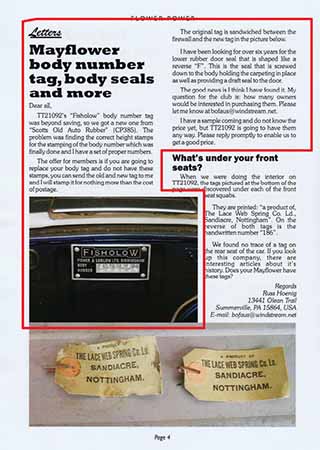 FLOWER POWER
Letters
Mayflower
body number
tag, body seals
and more
Dear all,
TT21092's "Fisholow" body number tag
was beyond saving, so we got a new one from
"Scotts Old Auto Rubber" (CP385). The
problem was finding the correct height stamps
for the stamping of the body number which was
finally done and I have a set of proper numbers.
The offer for members is if you are going to
replace your body tag and do not have these
stamps, you can send the old and new tag to me
and I will stamp it for nothing more than the cost
of postage.
The original tag is sandwiched between the
firewall and the new tag in the picture below.
I have been looking for over six years for the
lower rubber door seal that is shaped like a
reverse "F". This is the seal that is screwed
down to the body holding the carpeting in place
as well as providing a draft seal to the door.
The good news is I think I have found it. My
question for the club is: how many owners
would be interested in purchasing them. Please
let me know at bofaus@windstream.net.
I have a sample coming and do not know the
price yet, but TT21092 is going to have them
any way. Please reply promptly to enable us to
get a good price.
What's under your front
seats?
When we were doing the interior on
TT21092, the tags pictured at the bottom of the
page were discovered under each of the front
seat squabs.
They are printed: "a product of,
The Lace Web Spring Co. Ld.,
Sandiacre, Nottingham". On the
reverse of both tags is the
handwritten number "186".
We found no trace of a tag on
the rear seat of the car. If you look
up this company, there are
interesting articles about it's
history. Does your Mayflower have
these tags?
Regards
Russ Hoenig
13441 Olean Trail
Summerville, PA 15864, USA
E-mail: bofaus@windstream.net
FISHOLOW
FISHER & LUDLOW LTD. BIRMINGHAM
BODY
NUMBER
A PRODUCT OF
THE LACE WEB SPRING Co. Ld.
SANDIACRE,
NOTTINGHAM.
A PRODUCT OF
THE LACE WEB SPRING Co. Ld.
SANDIACRE,
NOTTINGHAM.
Page 4